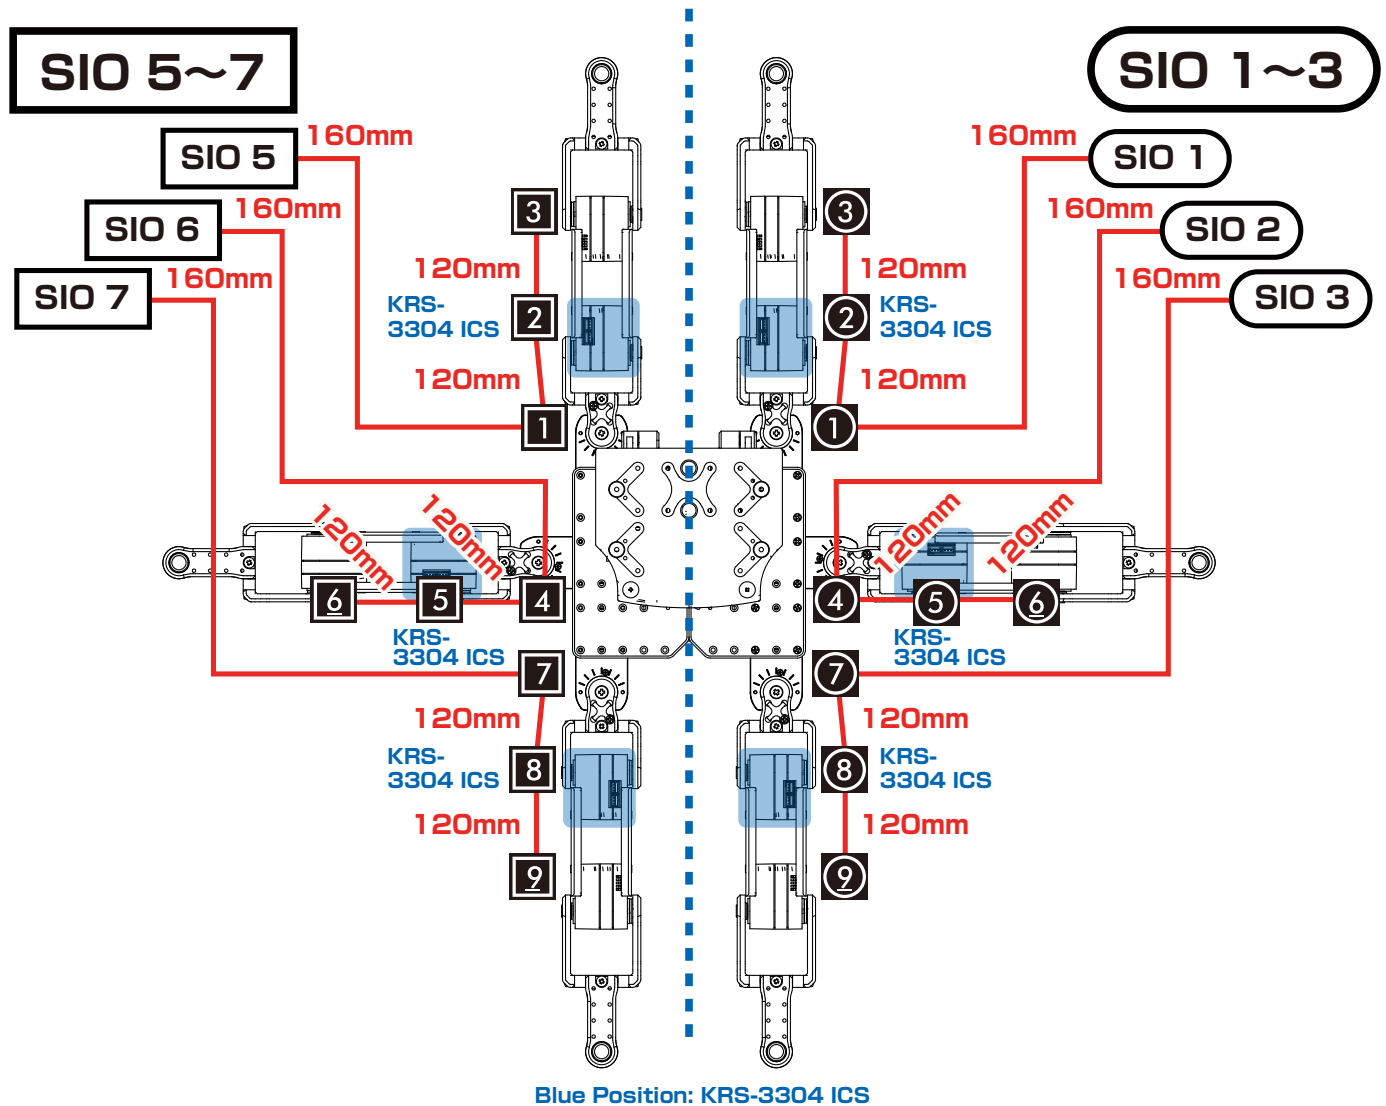 SIO 5～7
SIO 1～3
160mm
160mm
SIO 5
SIO 1
160mm
160mm
SIO 6
SIO 2
160mm
160mm
SIO 7
SIO 3
3
3
120mm
120mm
KRS-
3304 ICS
2
2
KRS-
3304 ICS
120mm
120mm
1
1
120mm
120mm
120mm
120mm
6
5
4
4
5
6
KRS-
3304 ICS
KRS-
3304 ICS
7
7
120mm
120mm
KRS-
3304 ICS
8
8
KRS-
3304 ICS
120mm
120mm
9
9
Blue Position: KRS-3304 ICS